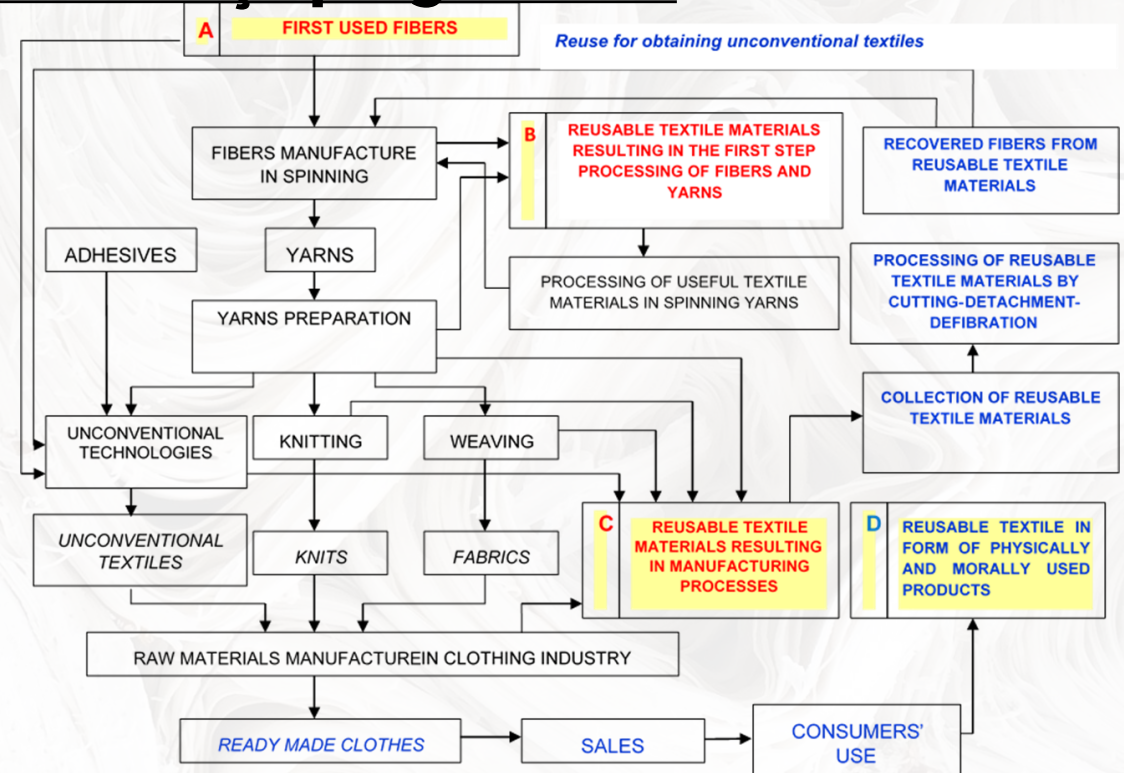 A
FIRST USED FIBERS
Reuse for obtaining unconventional textiles
FIBERS MANUFACTURE
IN SPINNING
B
REUSABLE TEXTILE MATERIALS
RESULTING IN THE FIRST STEP
PROCESSING OF FIBERS AND
YARNS
RECOVERED FIBERS FROM
REUSABLE TEXTILE
MATERIALS
ADHESIVES
YARNS
PROCESSING OF USEFUL TEXTILE
MATERIALS IN SPINNING YARNS
PROCESSING OF REUSABLE
TEXTILE MATERIALS BY
CUTTING-DETACHMENT-
DEFIBRATION
YARNS PREPARATION
COLLECTION OF REUSABLE
TEXTILE MATERIALS
UNCONVENTIONAL
TECHNOLOGIES
KNITTING
WEAVING
C
REUSABLE TEXTILE
MATERIALS RESULTING
IN MANUFACTURING
PROCESSES
D
REUSABLE TEXTILE IN
FORM OF PHYSICALLY
AND MORALLY USED
PRODUCTS
UNCONVENTIONAL
TEXTILES
KNITS
FABRICS
RAW MATERIALS MANUFACTUREIN CLOTHING INDUSTRY
READY MADE CLOTHES
SALES
CONSUMERS'
USE